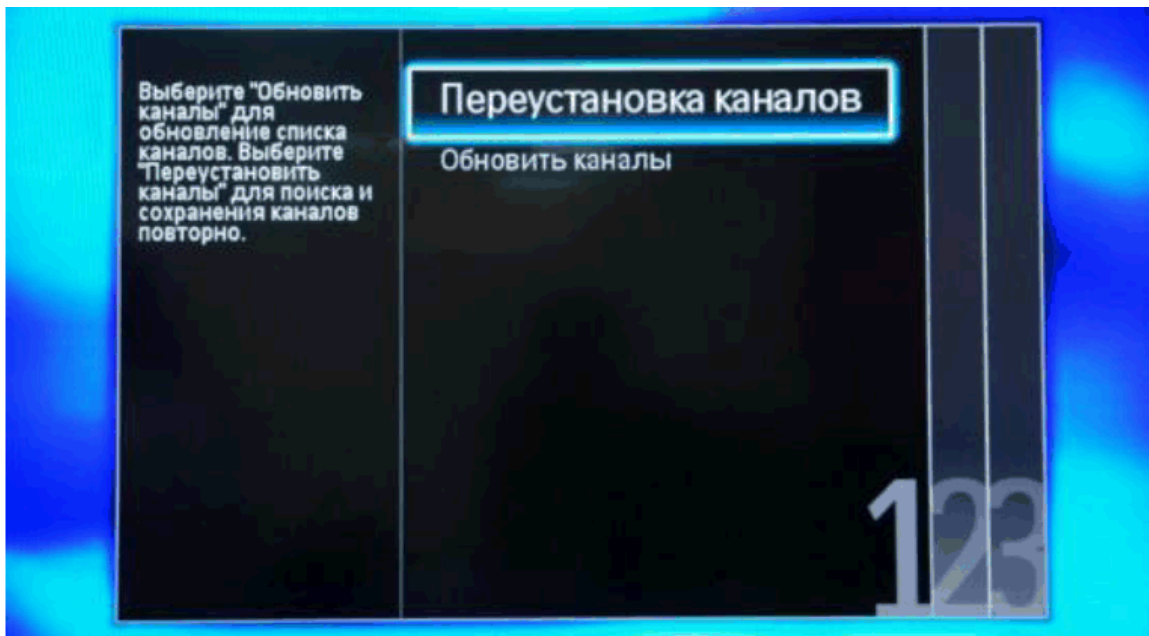 Выберите "Обновить
каналы" для
обновление списка
каналов. Выберите
"Переустановить
каналы" для поиска и
сохранения каналов
повторно.
Переустановка каналов
Обновить каналы
123